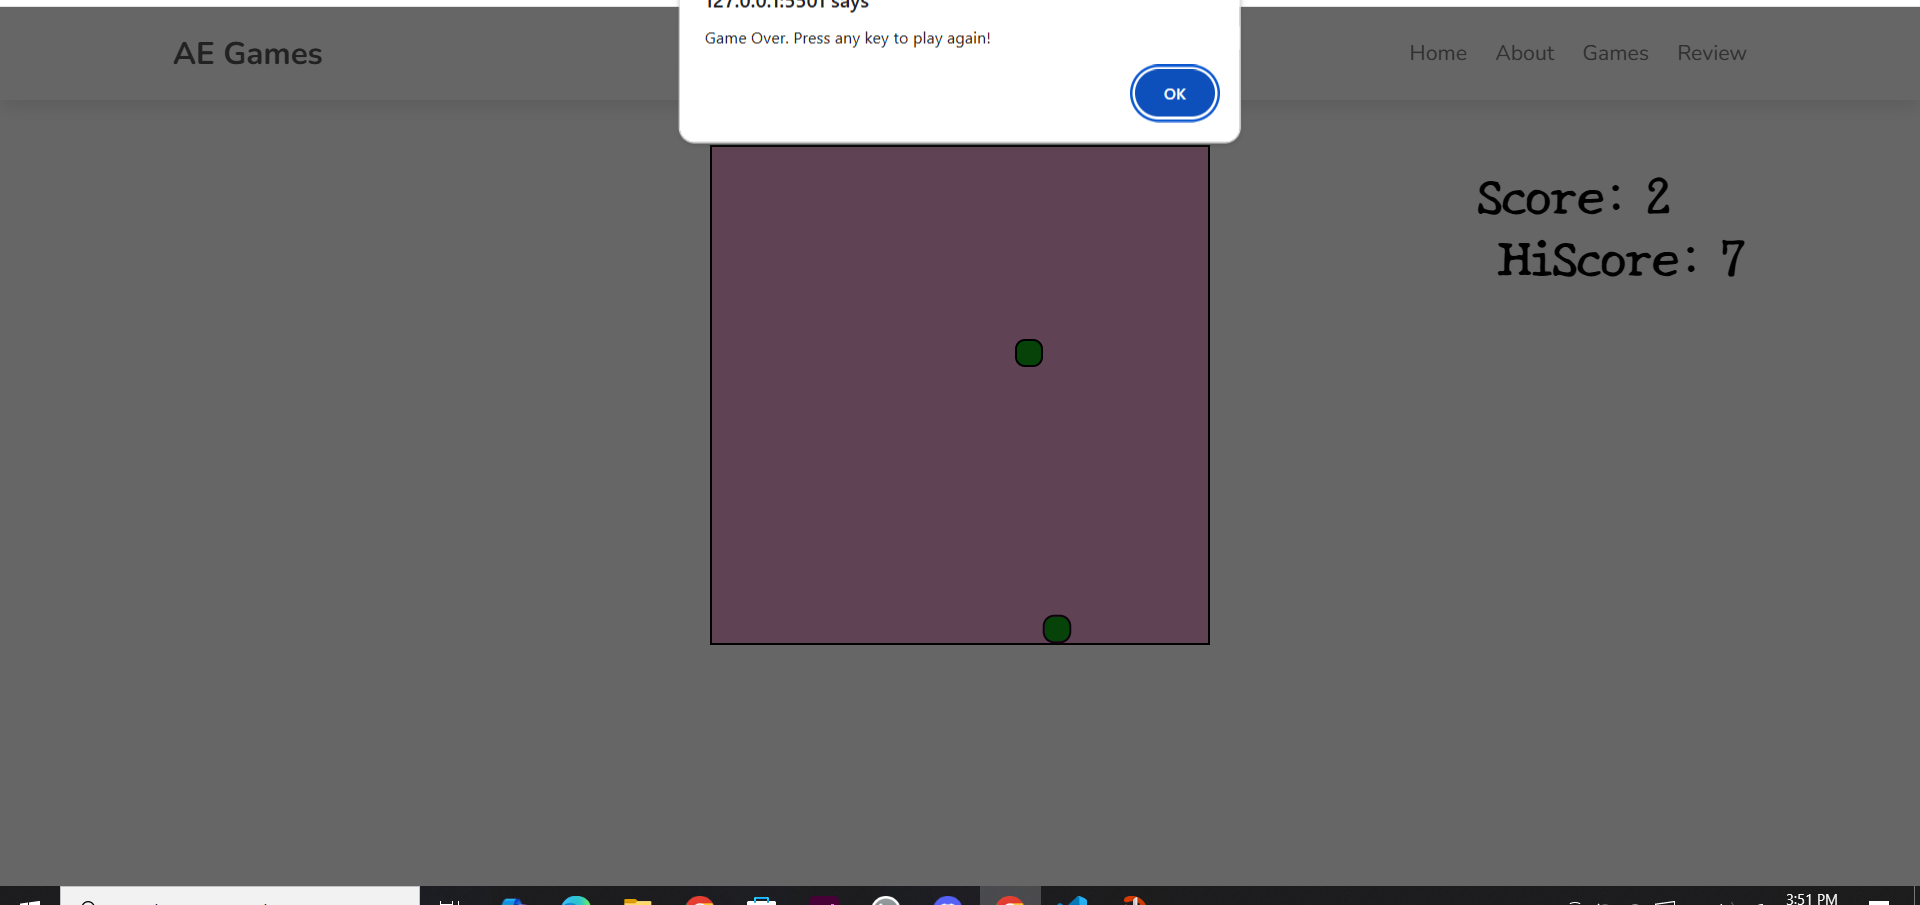 127.0.0.1:5501 says
Game Over. Press any key to play again!
OK
AE Games
Home About Games Review
Score: 2
HiScore: 7
3:51 PM